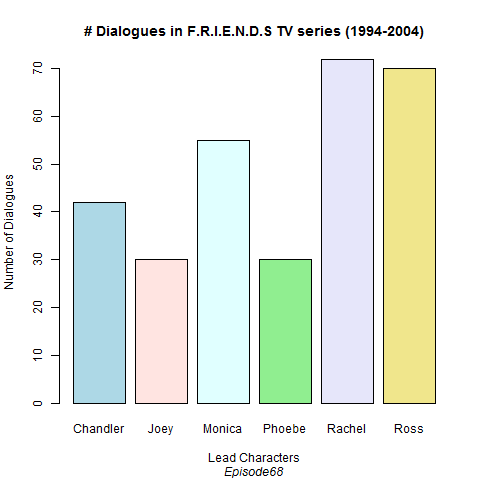 # Dialogues in F.R.I.E.N.D.S TV series (1994-2004)
Number of Dialogues
70
60
50
40
30
20
10
0
Chandler Joey Monica Phoebe Rachel Ross
Lead Characters
Episode68